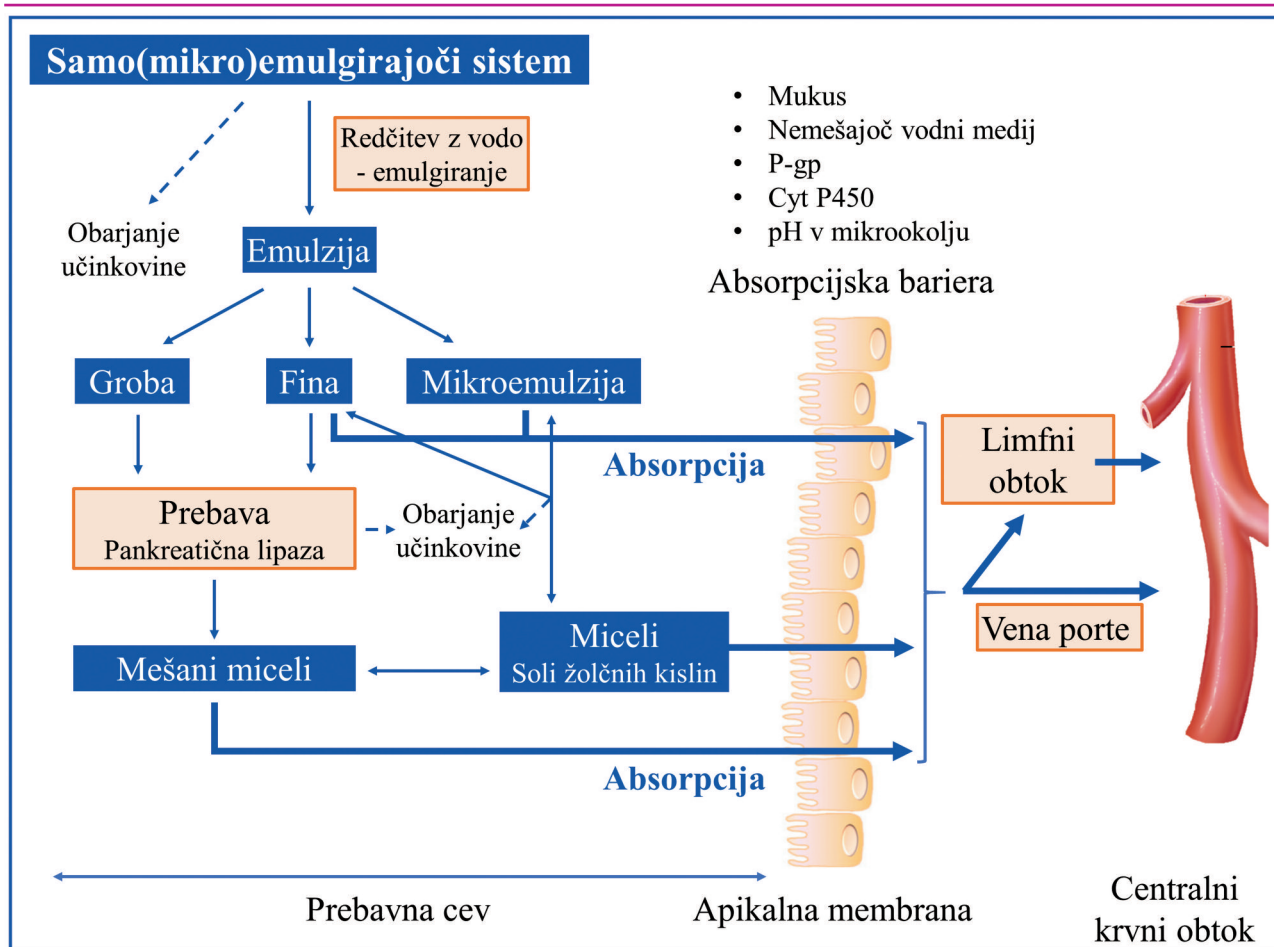 Samo(mikro)emulgirajoči sistem
Redčitev z vodo
- emulgiranje
• Mukus
• Nemešajoč vodni medij
• P-gp
• Cyt P450
• pH v mikrookolju
Obarjanje
učinkovine
Emulzija
Absorpcijska bariera
Groba
Fina
Mikroemulzija
Absorpcija
Limfni
obtok
Prebava
Pankreatična lipaza
Obarjanje
učinkovine
Vena porte
Mešani miceli
Miceli
Soli žolčnih kislin
Absorpcija
Prebavna cev
Apikalna membrana
Centralni
krvni obtok